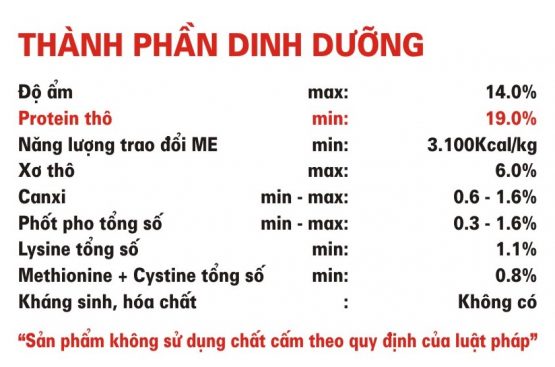 THÀNH PHẦN DINH DƯỠNG
Độ ẩm max: 14.0%
Protein thô min: 19.0%
Năng lượng trao đổi ME min: 3.100Kcal/kg
Xơ thô max: 6.0%
Canxi min - max: 0.6 - 1.6%
Phốt pho tổng số min - max: 0.3 - 1.6%
Lysine tổng số min: 1.1%
Methionine + Cystine tổng số min: 0.8%
Kháng sinh, hóa chất : Không có
“Sản phẩm không sử dụng chất cấm theo quy định của luật pháp”